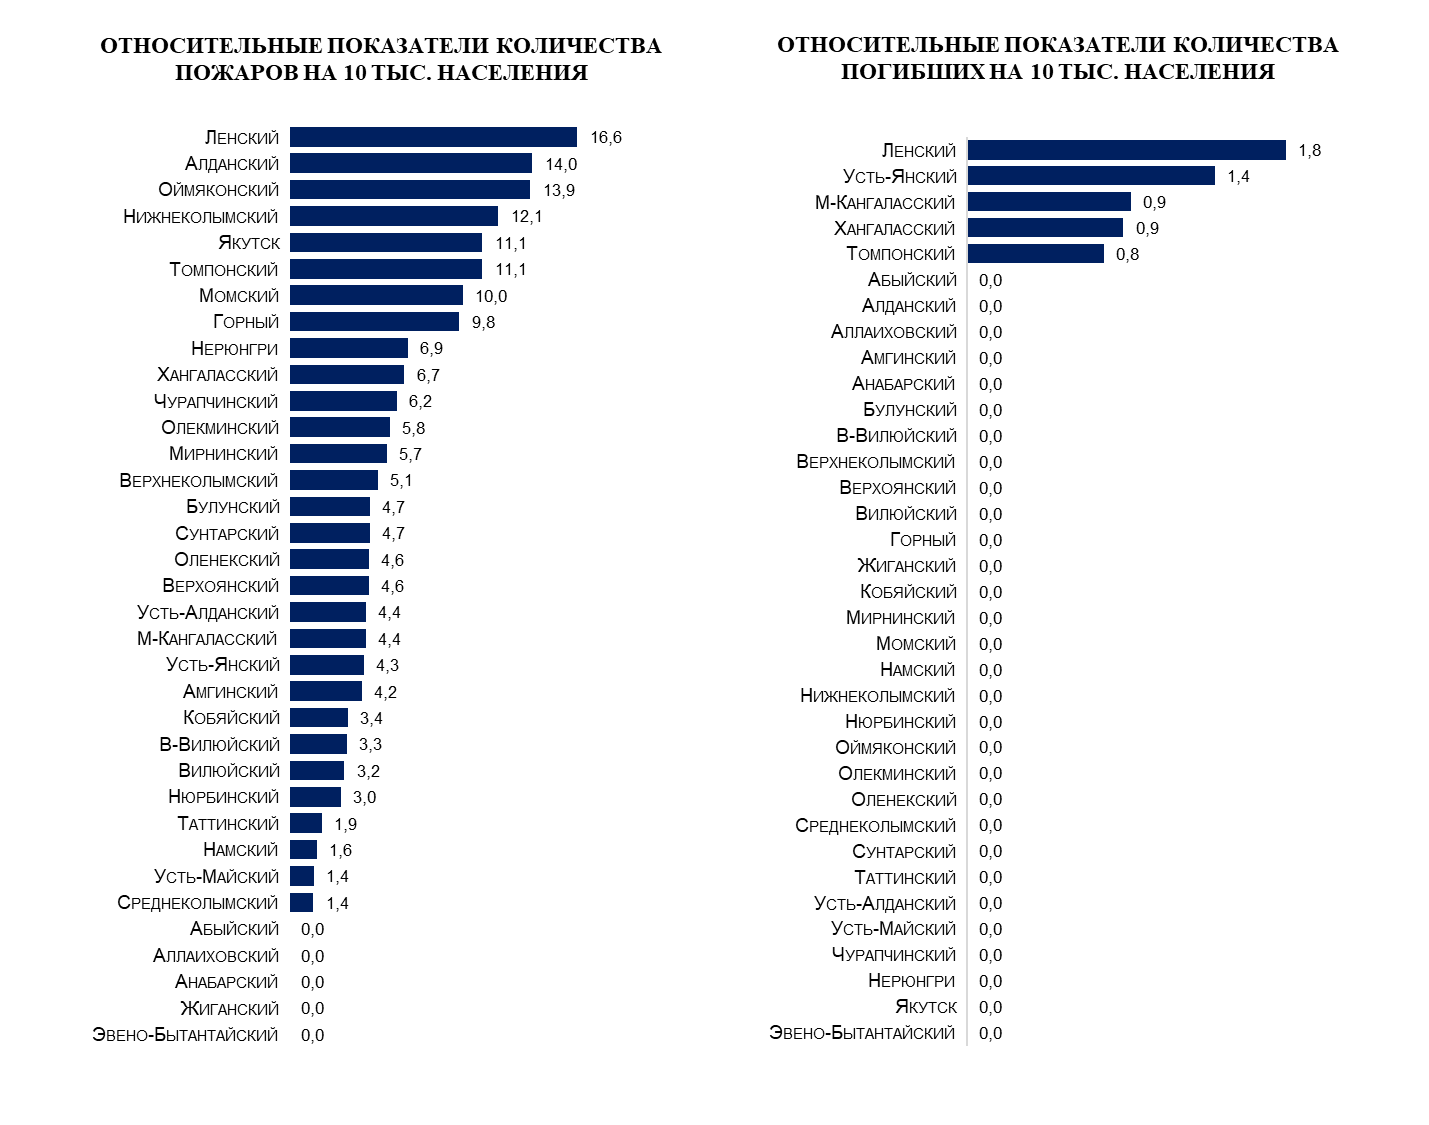 ОТНОСИТЕЛЬНЫЕ ПОКАЗАТЕЛИ КОЛИЧЕСТВА
ПОЖАРОВ НА 10 ТЫС. НАСЕЛЕНИЯ
Ленский 16,6
Алданский 14,0
Оймяконский 13,9
Нижнеколымский 12,1
Якутск 11,1
Томпонский 11,1
Момский 10,0
Горный 9,8
Нерюнгри 6,9
Хангаласский 6,7
Чурапчинский 6,2
Олекминский 5,8
Мирнинский 5,7
Верхнеколымский 5,1
Булунский 4,7
Сунтарский 4,7
Оленекский 4,6
Верхоянский 4,6
Усть-Алданский 4,4
М-Кангаласский 4,4
Усть-Янский 4,3
Амгинский 4,2
Кобяйский 3,4
В-Вилюйский 3,3
Вилюйский 3,2
Нюрбинский 3,0
Таттинский 1,9
Намский 1,6
Усть-Майский 1,4
Среднеколымский 1,4
Абыйский 0,0
Аллаиховский 0,0
Анабарский 0,0
Жиганский 0,0
Эвено-Бытантайский 0,0
ОТНОСИТЕЛЬНЫЕ ПОКАЗАТЕЛИ КОЛИЧЕСТВА
ПОГИБШИХ НА 10 ТЫС. НАСЕЛЕНИЯ
Ленский 1,8
Усть-Янский 1,4
М-Кангаласский 0,9
Хангаласский 0,9
Томпонский 0,8
Абыйский 0,0
Алданский 0,0
Аллаиховский 0,0
Амгинский 0,0
Анабарский 0,0
Булунский 0,0
В-Вилюйский 0,0
Верхнеколымский 0,0
Верхоянский 0,0
Вилюйский 0,0
Горный 0,0
Жиганский 0,0
Кобяйский 0,0
Мирнинский 0,0
Момский 0,0
Намский 0,0
Нижнеколымский 0,0
Нюрбинский 0,0
Оймяконский 0,0
Олекминский 0,0
Оленекский 0,0
Среднеколымский 0,0
Сунтарский 0,0
Таттинский 0,0
Усть-Алданский 0,0
Усть-Майский 0,0
Чурапчинский 0,0
Нерюнгри 0,0
Якутск 0,0
Эвено-Бытантайский 0,0